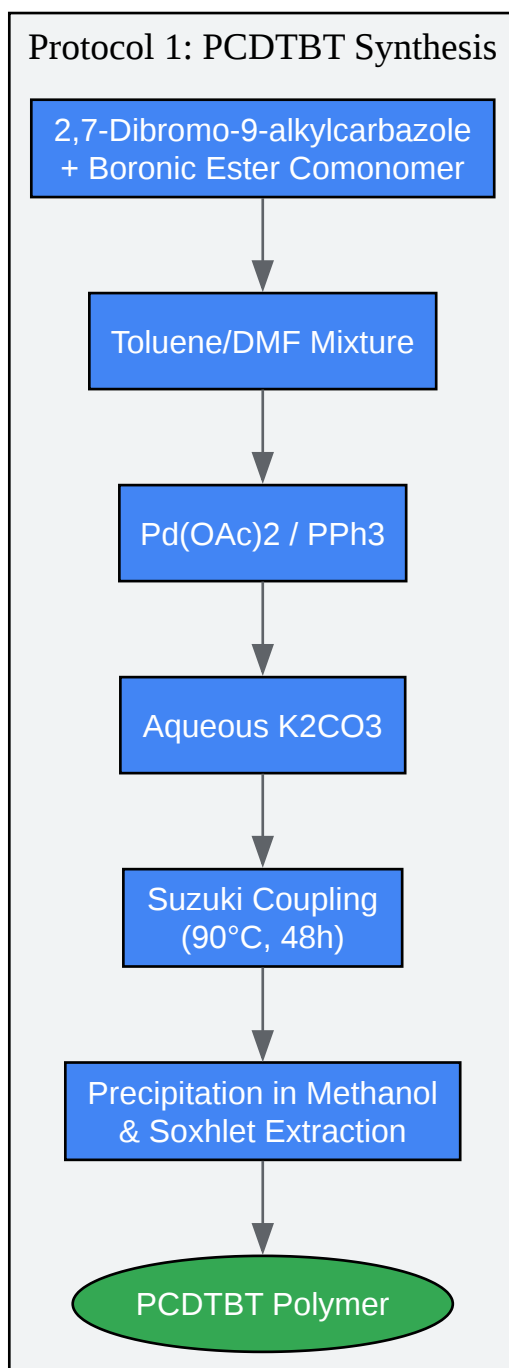 Protocol 1: PCDTBT Synthesis
2,7-Dibromo-9-alkylcarbazole
+ Boronic Ester Comonomer
Toluene/DMF Mixture
Pd(OAc)2 / PPh3
Aqueous K2CO3
Suzuki Coupling
(90°C, 48h)
Precipitation in Methanol
& Soxhlet Extraction
PCDTBT Polymer